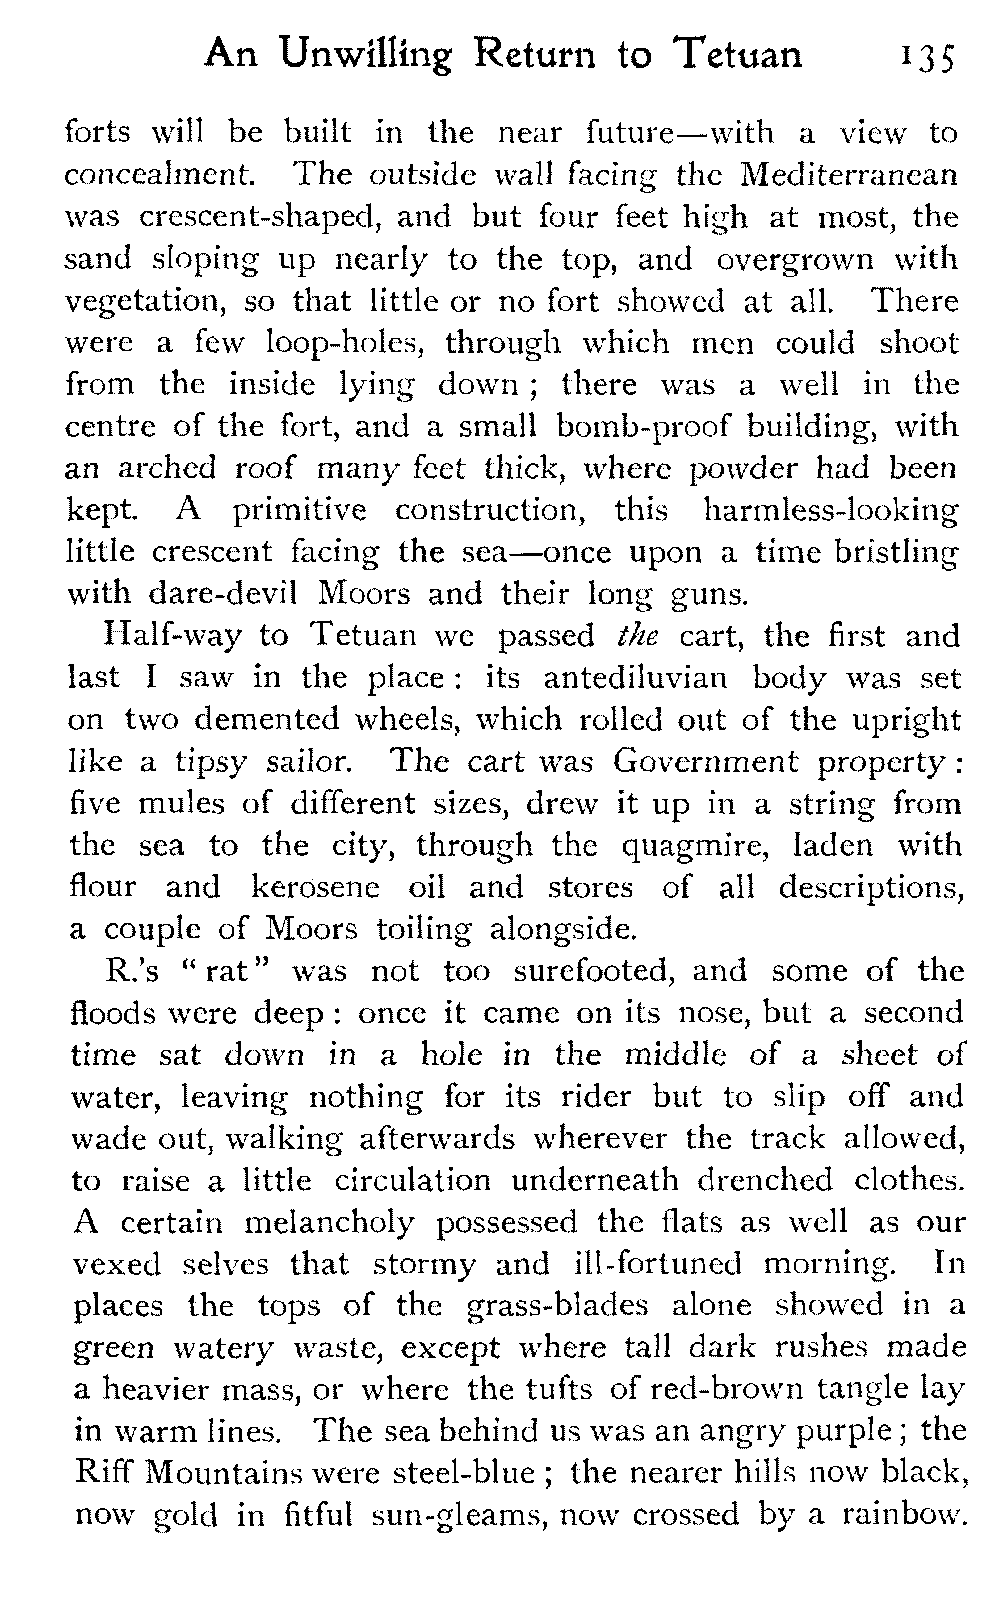 An Unwilling Return to Tetuan 135
forts will be built in the near future—with a view to
concealment. The outside wall facing the Mediterranean
was crescent-shaped, and but four feet high at most, the
sand sloping up nearly to the top, and overgrown with
vegetation, so that little or no fort showed at all. There
were a few loop-holes, through which men could shoot
from the inside lying down ; there was a well in the
centre of the fort, and a small bomb-proof building, with
an arched roof many feet thick, where powder had been
kept. A primitive construction, this harmless-looking
little crescent facing the sea—once upon a time bristling
with dare-devil Moors and their long guns.
Half-way to Tetuan we passed the cart, the first and
last I saw in the place : its antediluvian body was set
on two demented wheels, which rolled out of the upright
like a tipsy sailor. The cart was Government property :
five mules of different sizes, drew it up in a string from
the sea to the city, through the quagmire, laden with
flour and kerosene oil and stores of all descriptions,
a couple of Moors toiling alongside.
R.'s “ rat ” was not too surefooted, and some of the
floods were deep : once it came on its nose, but a second
time sat down in a hole in the middle of a sheet of
water, leaving nothing for its rider but to slip off and
wade out, walking afterwards wherever the track allowed,
to raise a little circulation underneath drenched clothes.
A certain melancholy possessed the flats as well as our
vexed selves that stormy and ill-fortuned morning. In
places the tops of the grass-blades alone showed in a
green watery waste, except where tall dark rushes made
a heavier mass, or where the tufts of red-brown tangle lay
in warm lines. The sea behind us was an angry purple ; the
Riff Mountains were steel-blue ; the nearer hills now black,
now gold in fitful sun-gleams, now crossed by a rainbow.